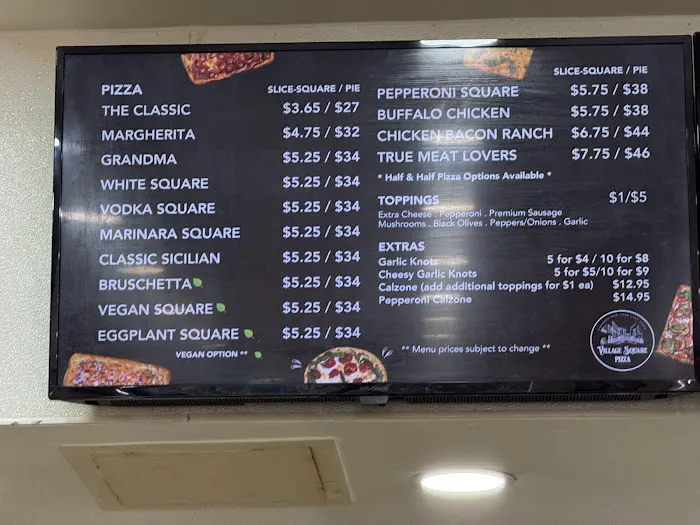 PIZZA SLICE-SQUARE / PIE
THE CLASSIC $3.65 / $27
MARGHERITA $4.75 / $32
GRANDMA $5.25 / $34
WHITE SQUARE $5.25 / $34
VODKA SQUARE $5.25 / $34
MARINARA SQUARE $5.25 / $34
CLASSIC SICILIAN $5.25 / $34
BRUSCHETTA $5.25 / $34
VEGAN SQUARE $5.25 / $34
EGGPLANT SQUARE $5.25 / $34
VEGAN OPTION **
SLICE-SQUARE / PIE
PEPPERONI SQUARE $5.75 / $38
BUFFALO CHICKEN $5.75 / $38
CHICKEN BACON RANCH $6.75 / $44
TRUE MEAT LOVERS $7.75 / $46
* Half & Half Pizza Options Available *
TOPPINGS $1/$5
Extra Cheese . Pepperoni . Premium Sausage
Mushrooms . Black Olives . Peppers/Onions . Garlic
EXTRAS
Garlic Knots 5 for $4 / 10 for $8
Cheesy Garlic Knots 5 for $5/10 for $9
Calzone (add additional toppings for $1 ea) $12.95
Pepperoni Calzone $14.95
** Menu prices subject to change **
VILLAGE SQUARE
PIZZA